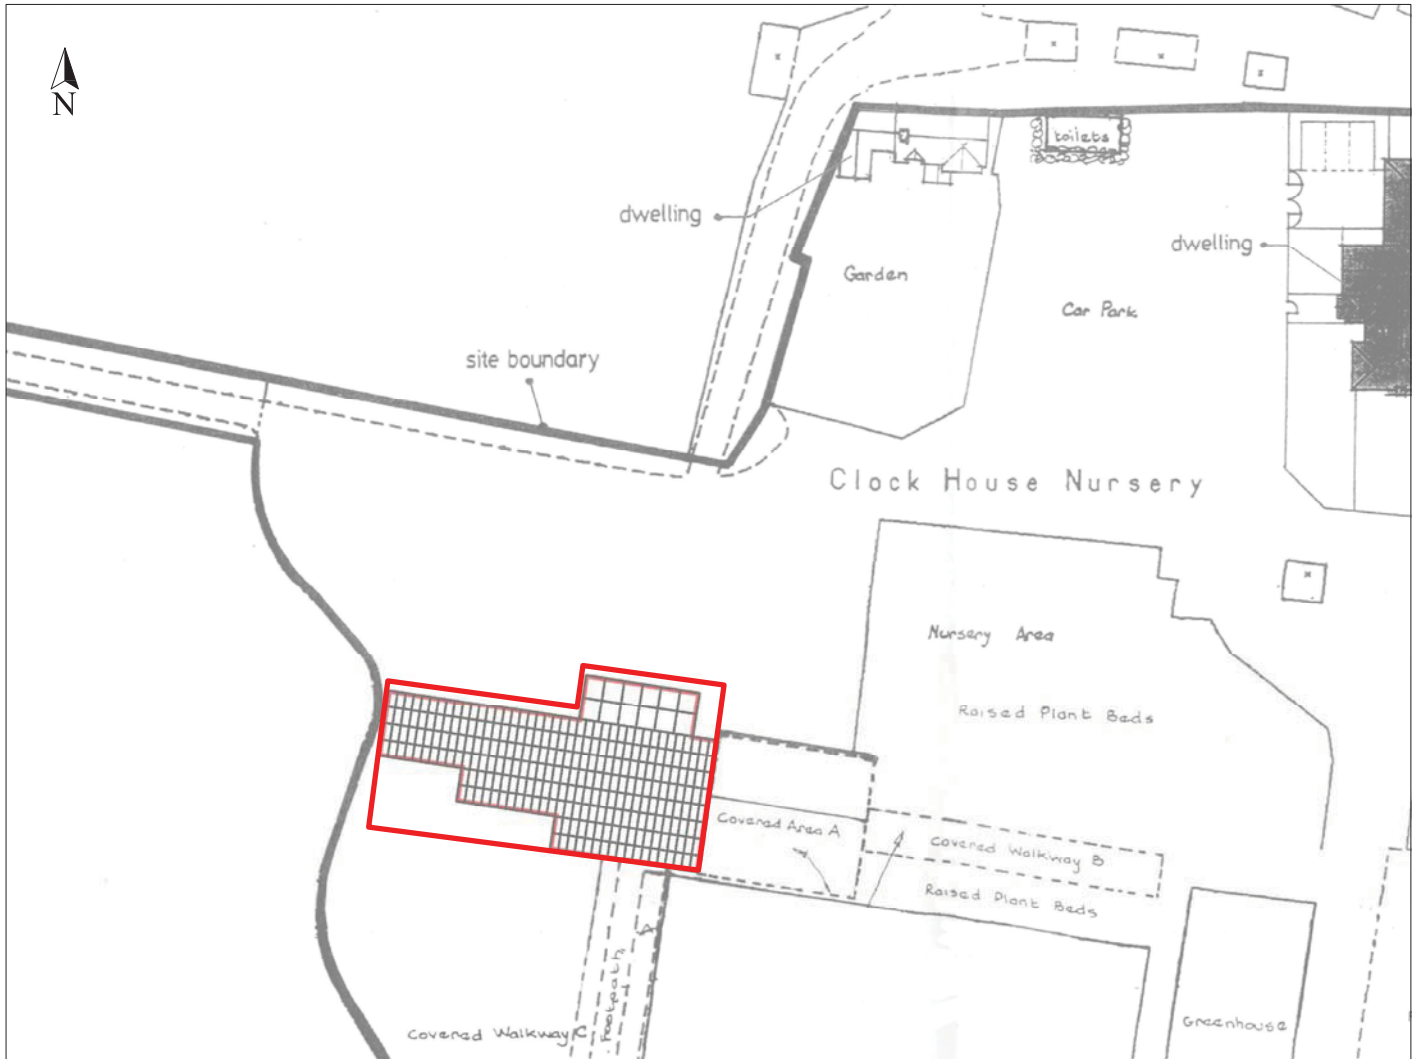 N
toilets
dwelling
dwelling
Garden
Car Park
site boundary
Clock House Nursery
Nursery Area
Raised Plant Beds
Covered Area A
Covered Walkway B
Raised Plant Beds
Footpath
Covered Walkway C
Greenhouse